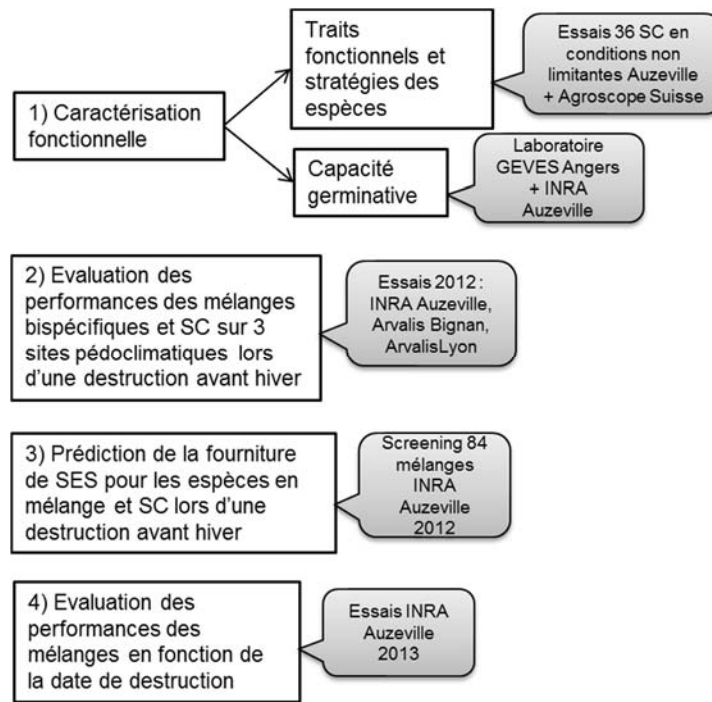 Traits
fonctionnels et
stratégies des
espèces
Essais 36 SC en
conditions non
limitantes Auzeville
+ Agroscope Suisse
1) Caractérisation
fonctionnelle
Capacité
germinative
Laboratoire
GEVES Angers
+ INRA
Auzeville
2) Evaluation des
performances des mélanges
bispécifiques et SC sur 3
sites pédoclimatiques lors
d'une destruction avant hiver
Essais 2012 :
INRA Auzeville,
Arvalis Bignan,
ArvalisLyon
3) Prédiction de la fourniture
de SES pour les espèces en
mélange et SC lors d'une
destruction avant hiver
Screening 84
mélanges
INRA
Auzeville
2012
4) Evaluation des
performances des
mélanges en fonction de
la date de destruction
Essais INRA
Auzeville
2013